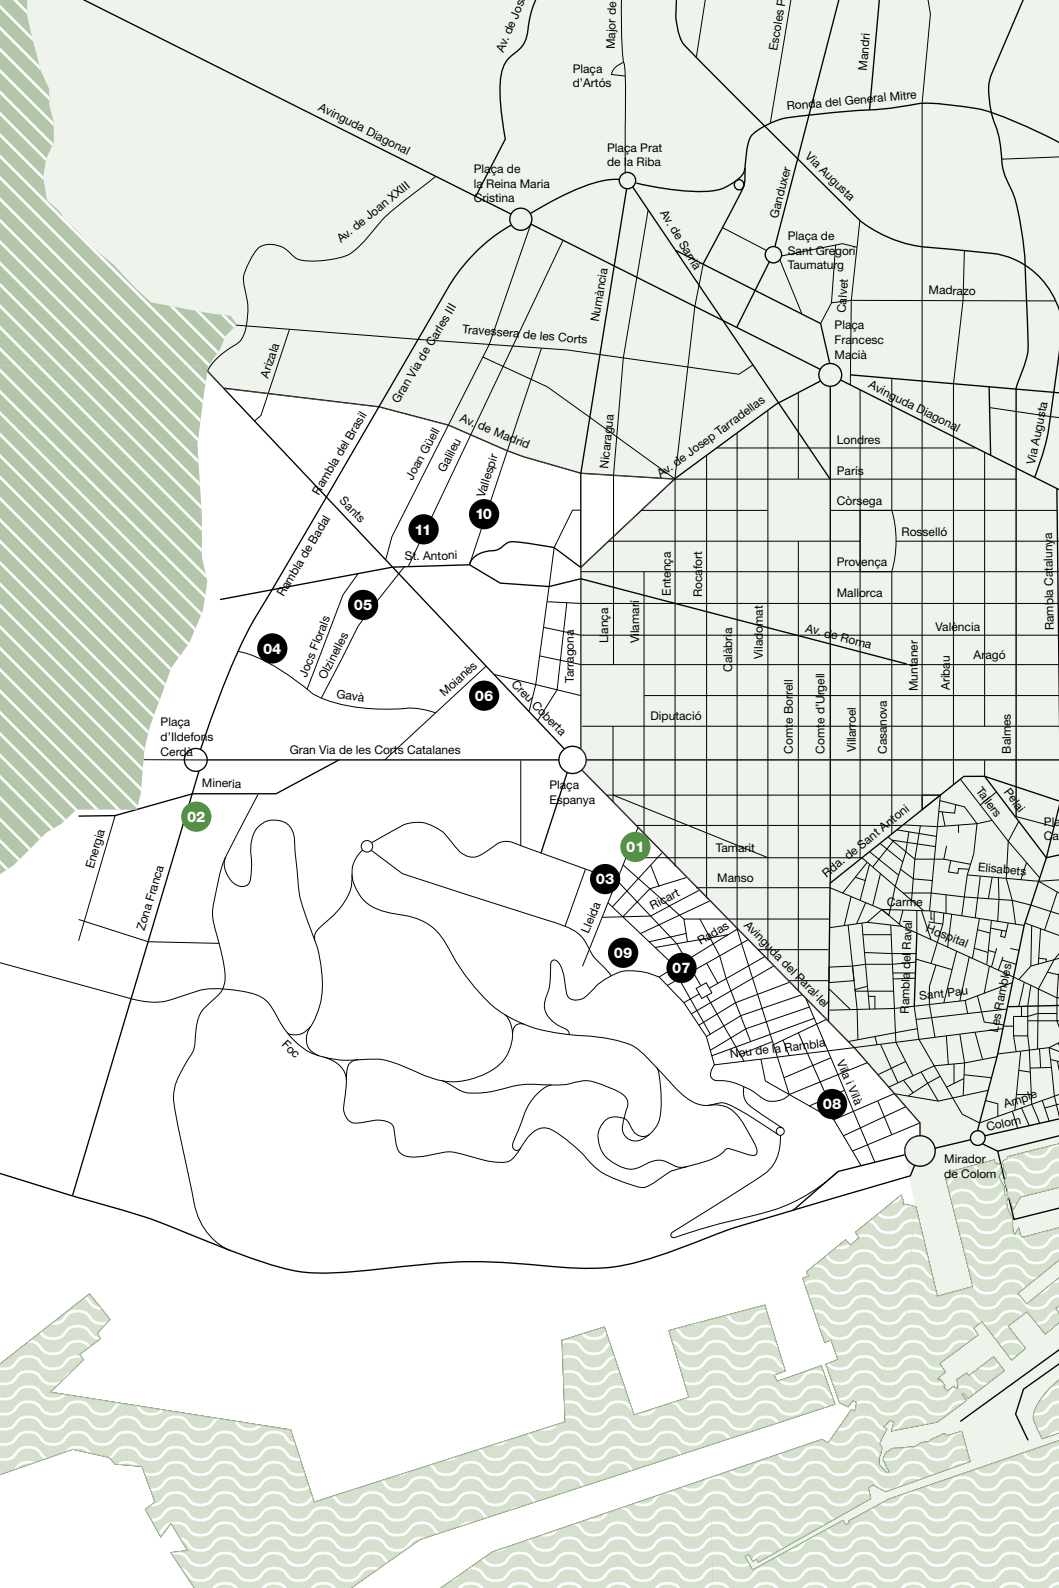 Av. de Jos
Major de
Escoles P
Mandri
Plaça
d'Artós
Ronda del General Mitre
Avinguda Diagonal
Plaça Prat
de la Riba
Via Augusta
Plaça de
la Reina Maria
Cristina
Av. de Joan XXIII
Ganduxer
Av. de Sarrià
Plaça de
Sant Gregori
Taumaturg
Numància
Calvet
Madrazo
Gran Via de Carles III
Travessera de les Corts
Plaça
Francesc
Macià
Arizala
Avinguda Diagonal
Via Augusta
Rambla del Brasil
Av. de Madrid
Joan Güell
Galileu
Vallespir
Nicaragua
Av. de Josep Tarradellas
Londres
París
Còrsega
Rosselló
Sants
10
11
St. Antoni
Rambla de Badal
Entença
Rocafort
Provença
Mallorca
Rambla Catalunya
05
04
Jocs Florals
Olzinelles
Gavà
Moianès
06
Creu Coberta
Tarragona
Llança
Vilamarí
Calàbria
Viladomat
Av. de Roma
València
Aragó
Muntaner
Aribau
Diputació
Comte Borrell
Comte d'Urgell
Villarroel
Casanova
Balmes
Plaça
d'Ildefons
Cerdà
Gran Via de les Corts Catalanes
Mineria
Plaça
Espanya
02
Energia
Zona Franca
Tallers
Pelai
Pla
Ca
Rda. de Sant Antoni
01
Tamarit
Manso
Elisabets
03
Ricart
Lleida
Carme
Hospital
Radas
Avinguda del Paral·lel
Rambla del Raval
09
07
Sant Pau
Les Rambles
Foc
Nou de la Rambla
Vila i Vilà
08
Ample
Colom
Mirador
de Colom